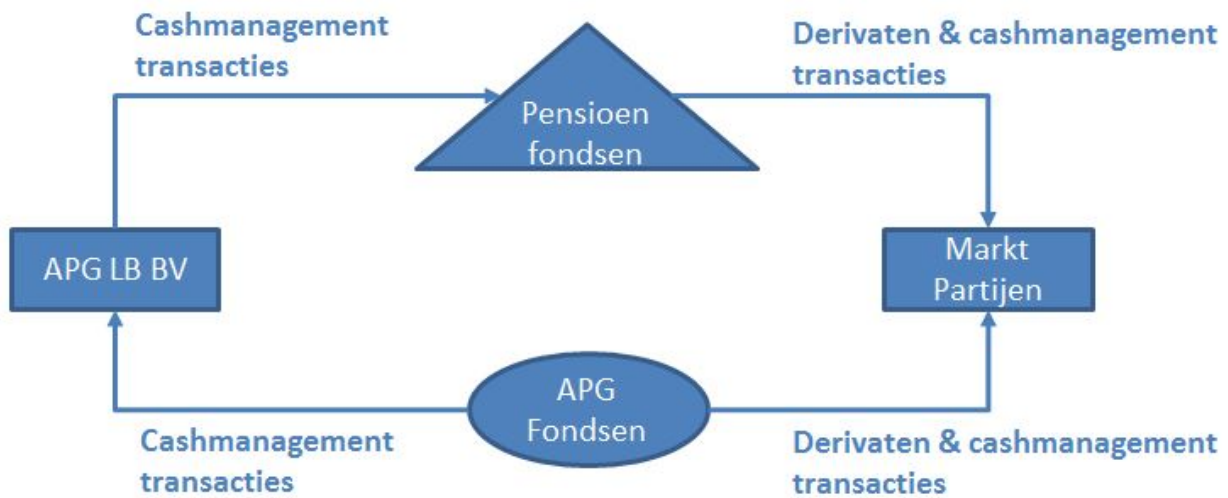 Cashmanagement
transacties
Derivaten & cashmanagement
transacties
Pensioen
fondsen
APG LB BV
Markt
Partijen
APG
Fondsen
Cashmanagement
transacties
Derivaten & cashmanagement
transacties